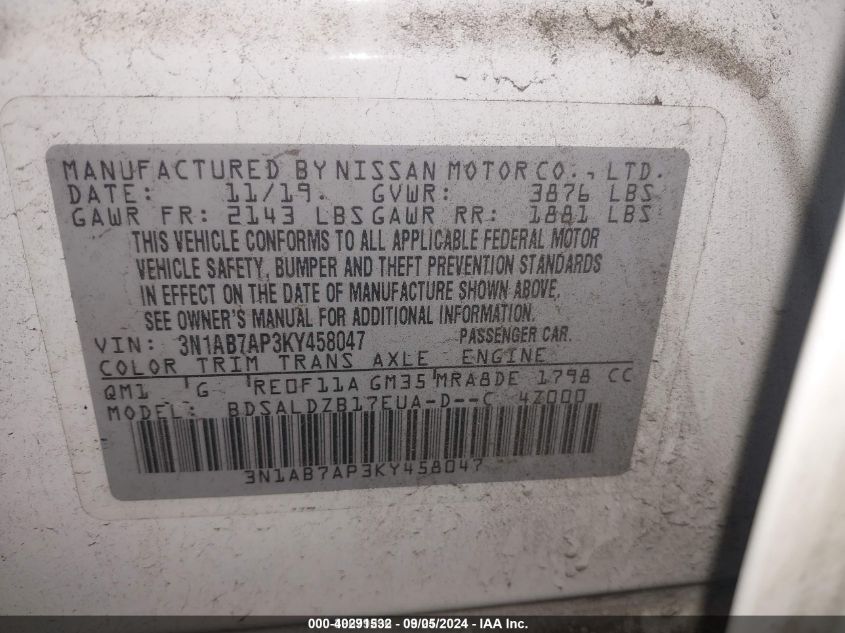 MANUFACTURED BY NISSAN MOTOR CO., LTD.
DATE: 11/19. GVWR: 3876 LBS
GAWR FR: 2143 LBS GAWR RR: 1881 LBS
THIS VEHICLE CONFORMS TO ALL APPLICABLE FEDERAL MOTOR
VEHICLE SAFETY, BUMPER AND THEFT PREVENTION STANDARDS
IN EFFECT ON THE DATE OF MANUFACTURE SHOWN ABOVE,
SEE OWNER'S MANUAL FOR ADDITIONAL INFORMATION.
VIN: 3N1AB7AP3KY458047 PASSENGER CAR.
COLOR TRIM TRANS AXLE ENGINE
QM1 G RE0F11A GM35 MRA8DE 1798 CC
MODEL: BDSALDZB17EUA-D--C 4Z000
3N1AB7AP3KY458047
000-40291532 - 09/05/2024 - IAA Inc.